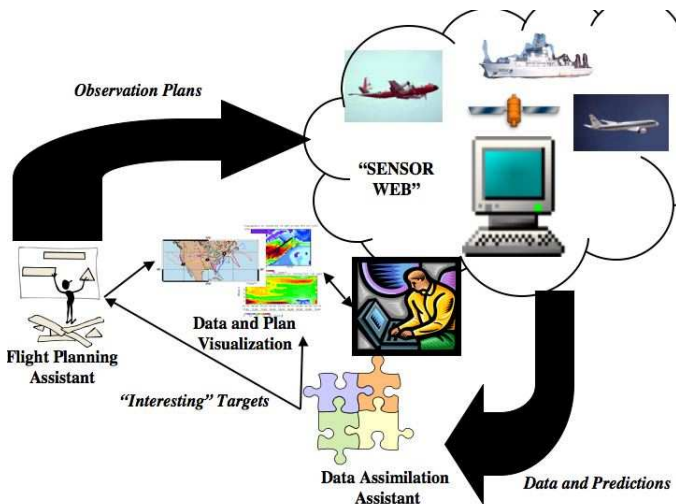 Observation Plans
“SENSOR
WEB”
Data and Plan
Visualization
Flight Planning
Assistant
“Interesting” Targets
Data Assimilation
Assistant
Data and Predictions